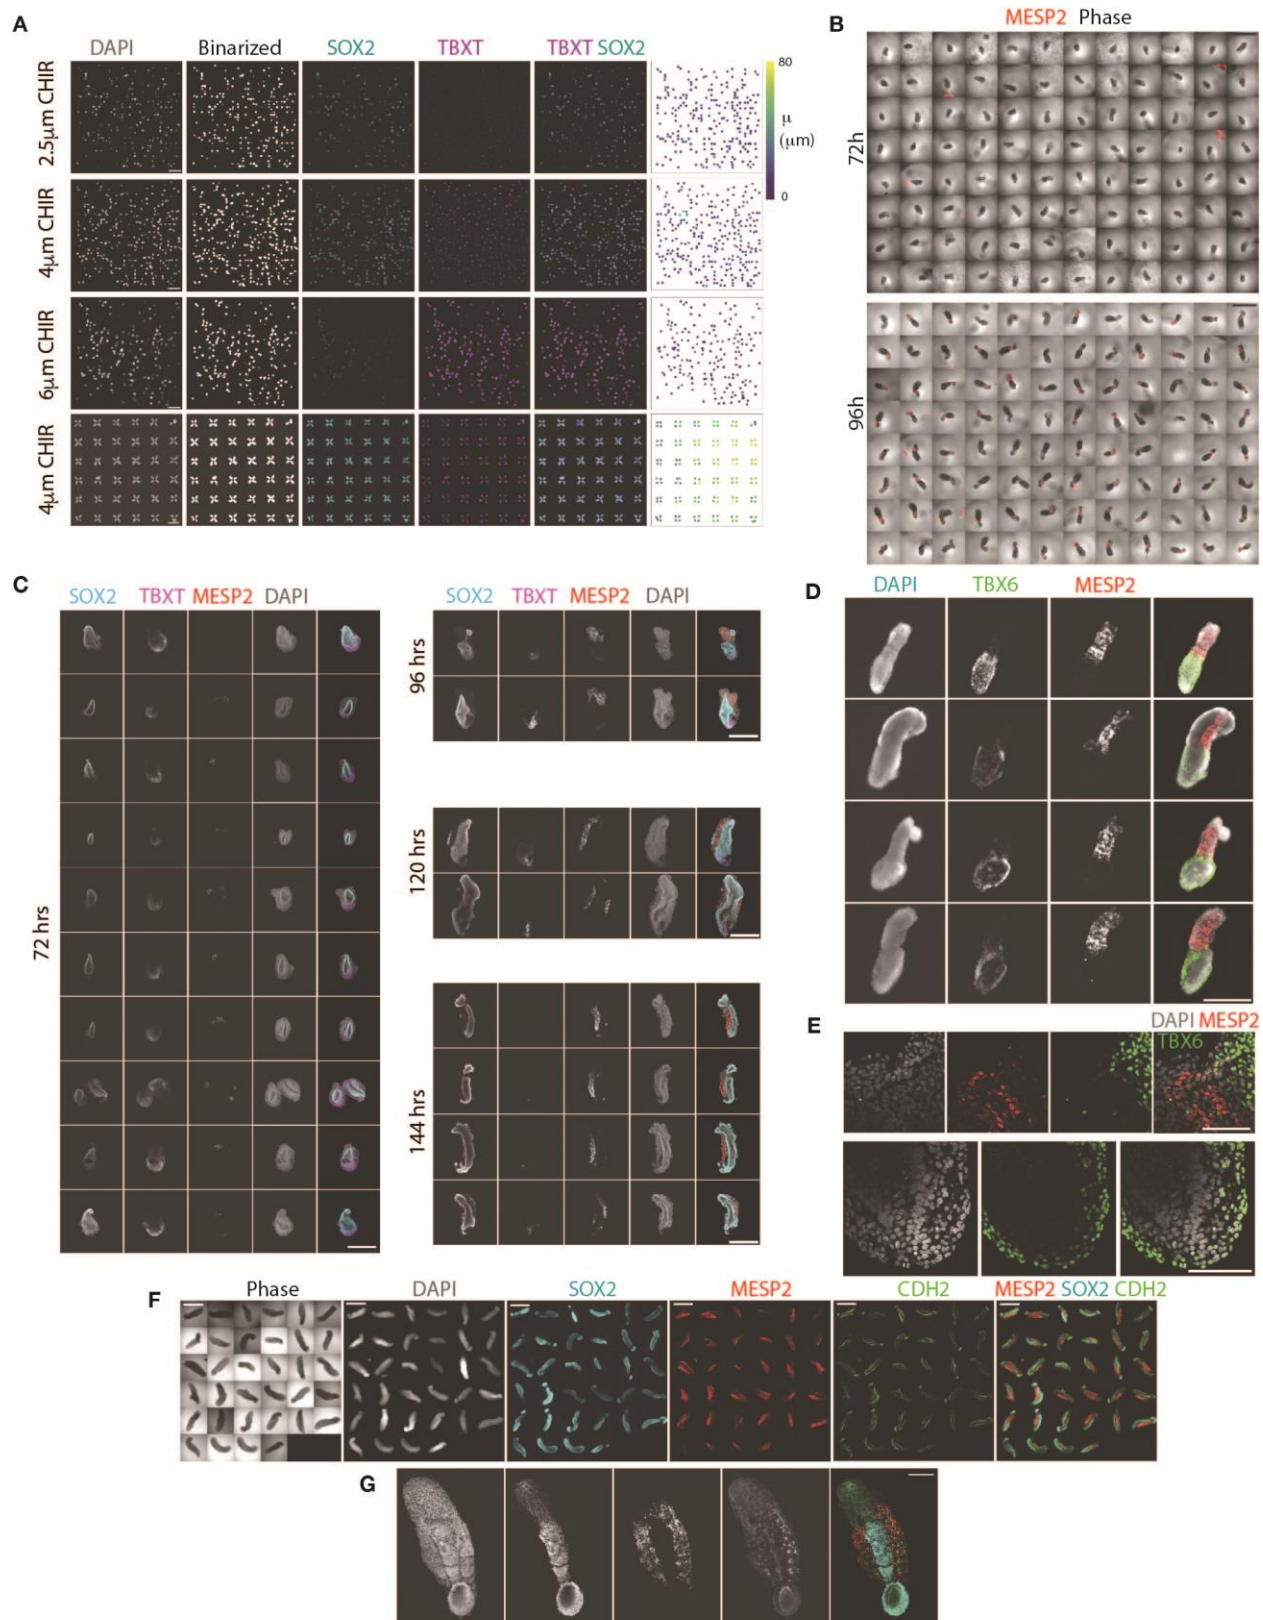 A
DAPI Binarized SOX2 TBXT TBXT SOX2
2.5µm CHIR
4µm CHIR
6µm CHIR
4µm CHIR
80
µ
(µm)
0
B
MESP2 Phase
72h
96h
C
SOX2 TBXT MESP2 DAPI
72 hrs
SOX2 TBXT MESP2 DAPI
96 hrs
120 hrs
144 hrs
D
DAPI TBX6 MESP2
E
DAPI MESP2
TBX6
F
Phase DAPI SOX2 MESP2 CDH2 MESP2 SOX2 CDH2
G